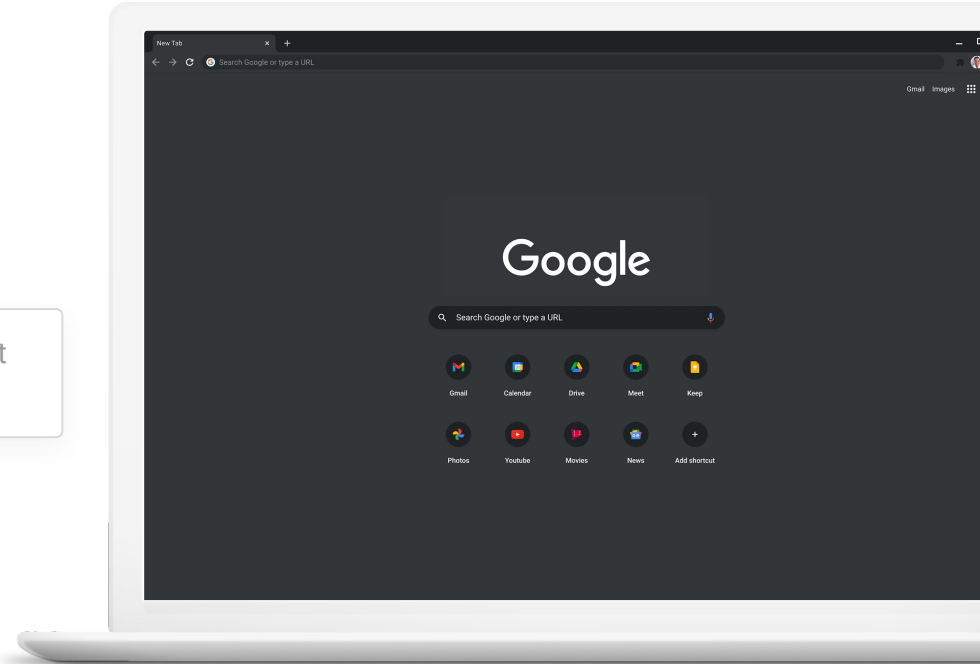 New Tab
Search Google or type a URL
Gmail Images
Google
Search Google or type a URL
t
Gmail Calendar Drive Meet Keep
Photos Youtube Movies News Add shortcut